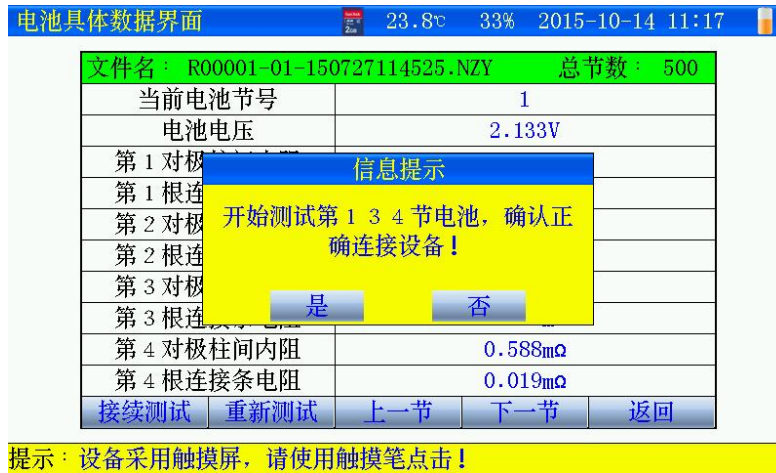 电池具体数据界面 23.8℃ 33% 2015-10-14 11:17
文件名： R00001-01-150727114525.NZY 总节数： 500
当前电池节号 1
电池电压 2.133V
第 1 对极
信息提示
第 1 根连
开始测试第 1 3 4 节电池，确认正
第 2 对极
确连接设备！
第 2 根连
第 3 对极
是 否
第 3 根连
第 4 对极柱间内阻 0.588mΩ
第 4 根连接条电阻 0.019mΩ
接续测试 重新测试 上一节 下一节 返回
提示：设备采用触摸屏，请使用触摸笔点击！